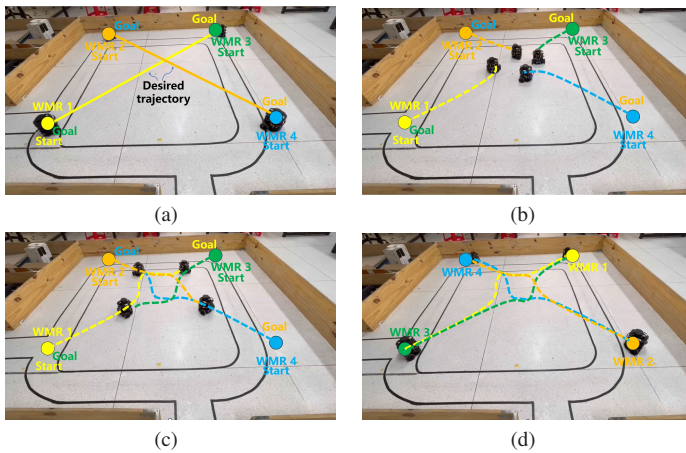 Goal
Goal
WMR 2
WMR 3
Start
Start
Desired
trajectory
WMR 1
Goal
Goal
Start
WMR 4
Start
(a)
Goal
Goal
WMR 2
WMR 3
Start
Start
WMR 1
Goal
Goal
Start
WMR 4
Start
(b)
Goal
Goal
WMR 2
WMR 3
Start
Start
WMR 1
Goal
Goal
WMR 4
Start
Start
(c)
WMR 4
WMR 1
WMR 3
WMR 2
(d)